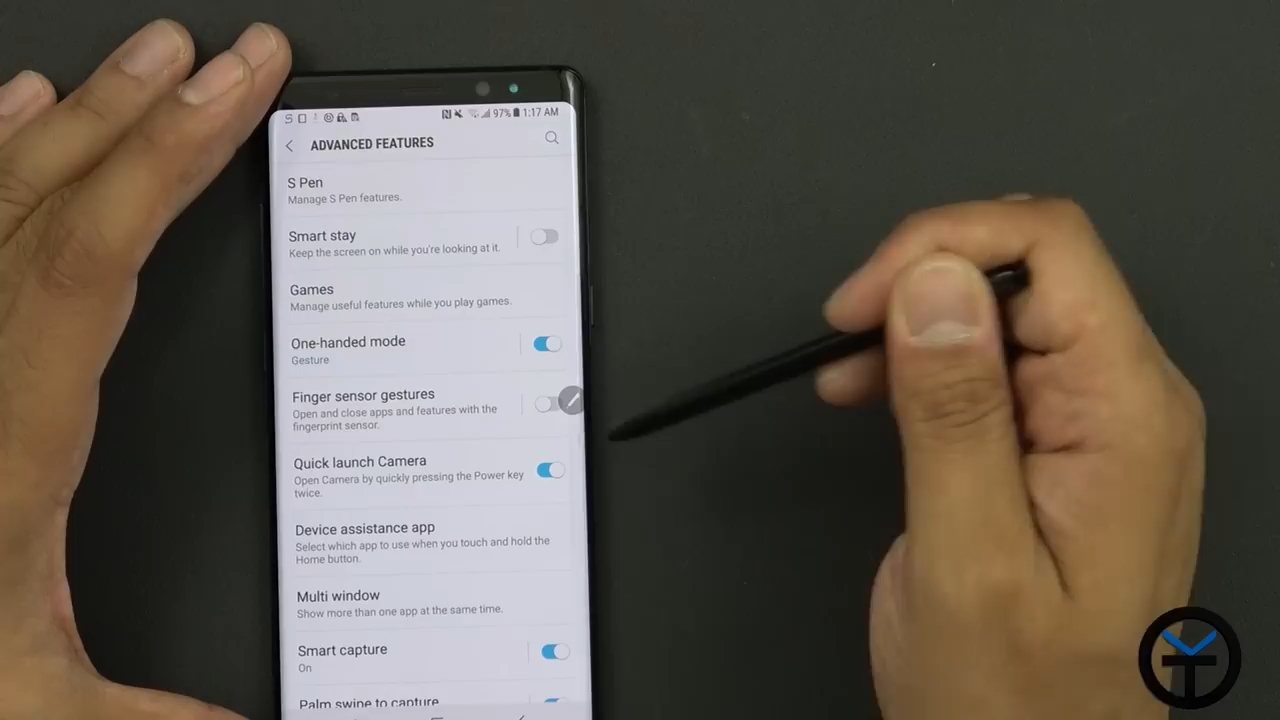 97% 1:17 AM
ADVANCED FEATURES
S Pen
Manage S Pen features.
Smart stay
Keep the screen on while you're looking at it.
Games
Manage useful features while you play games.
One-handed mode
Gesture
Finger sensor gestures
Open and close apps and features with the
fingerprint sensor.
Quick launch Camera
Open Camera by quickly pressing the Power key
twice.
Device assistance app
Select which app to use when you touch and hold the
Home button.
Multi window
Show more than one app at the same time.
Smart capture
On
Palm swipe to capture